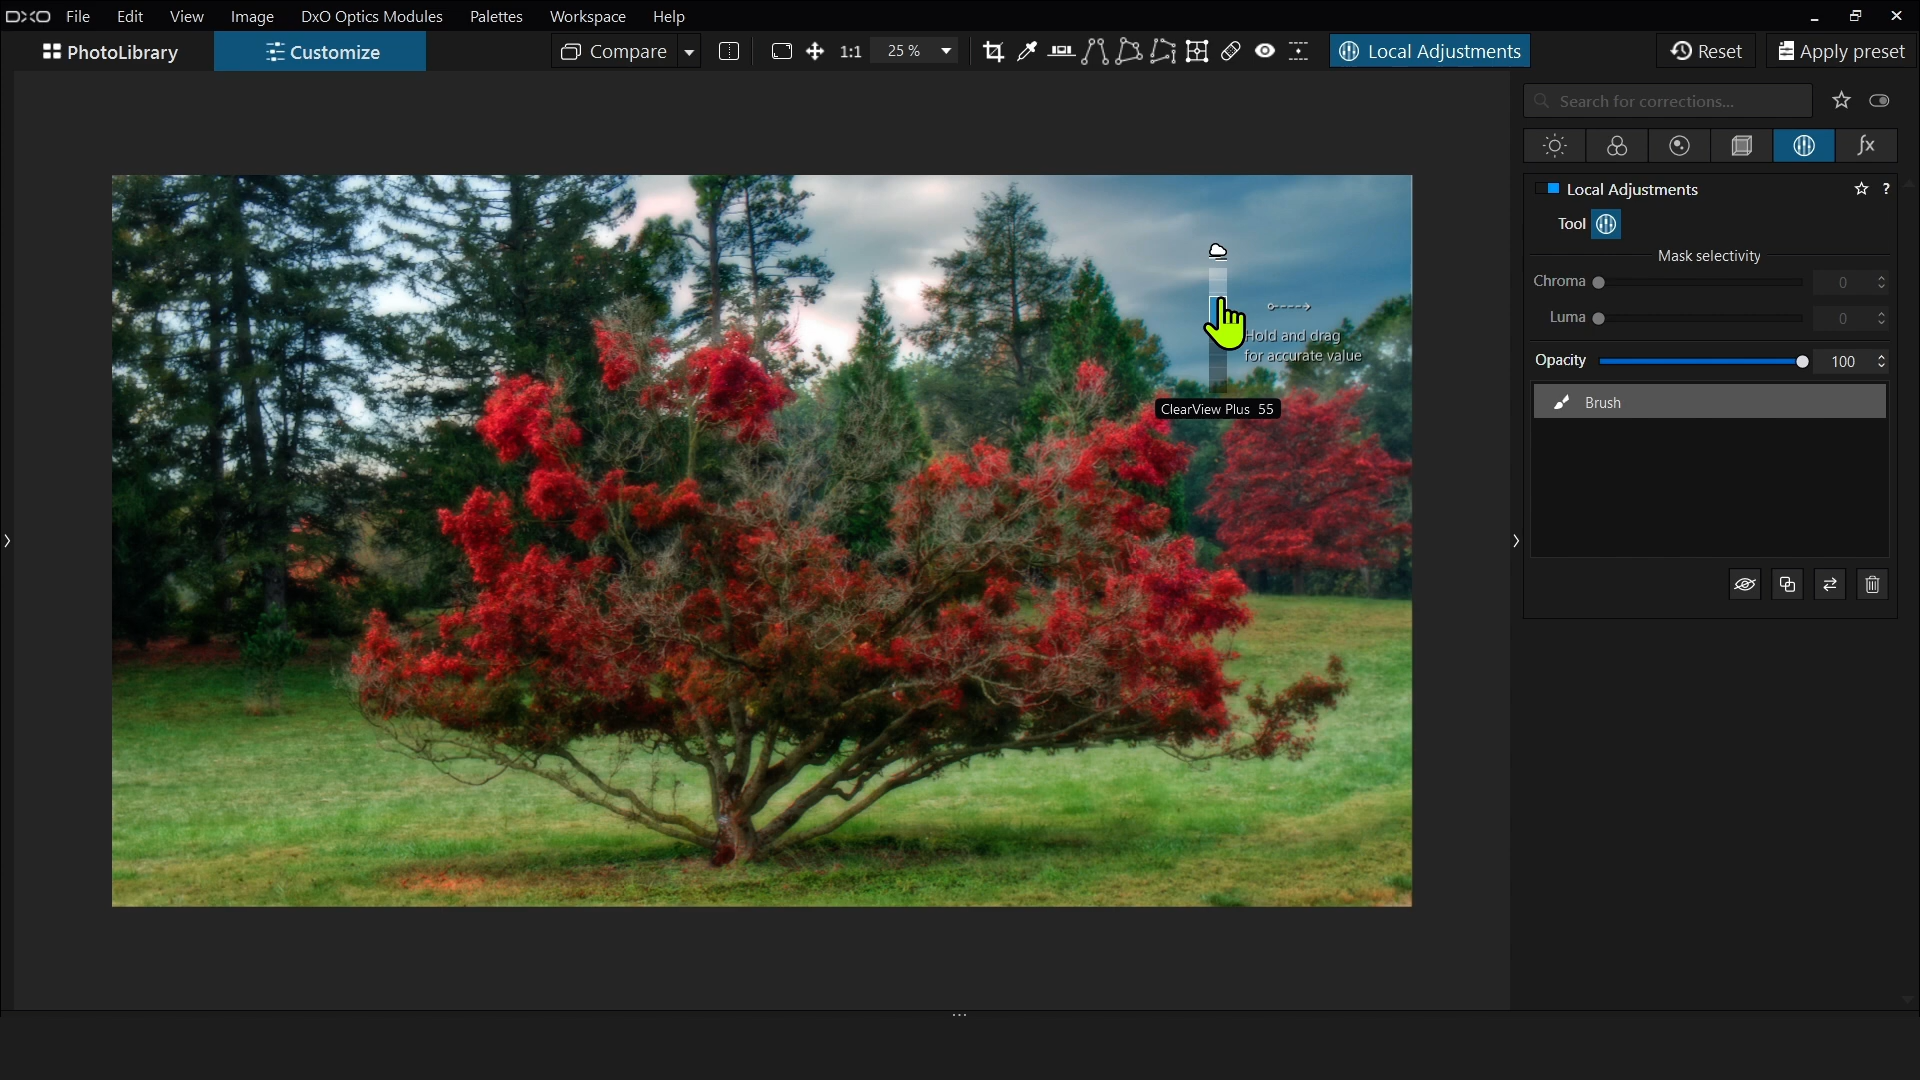 DXO File Edit View Image DxO Optics Modules Palettes Workspace Help
PhotoLibrary Customize Compare 1:1 25 % Local Adjustments Reset Apply preset
Search for corrections...
fx
Local Adjustments ?
Tool
Mask selectivity
Chroma 0
Luma 0
Opacity 100
Brush
Hold and drag
for accurate value
ClearView Plus 55